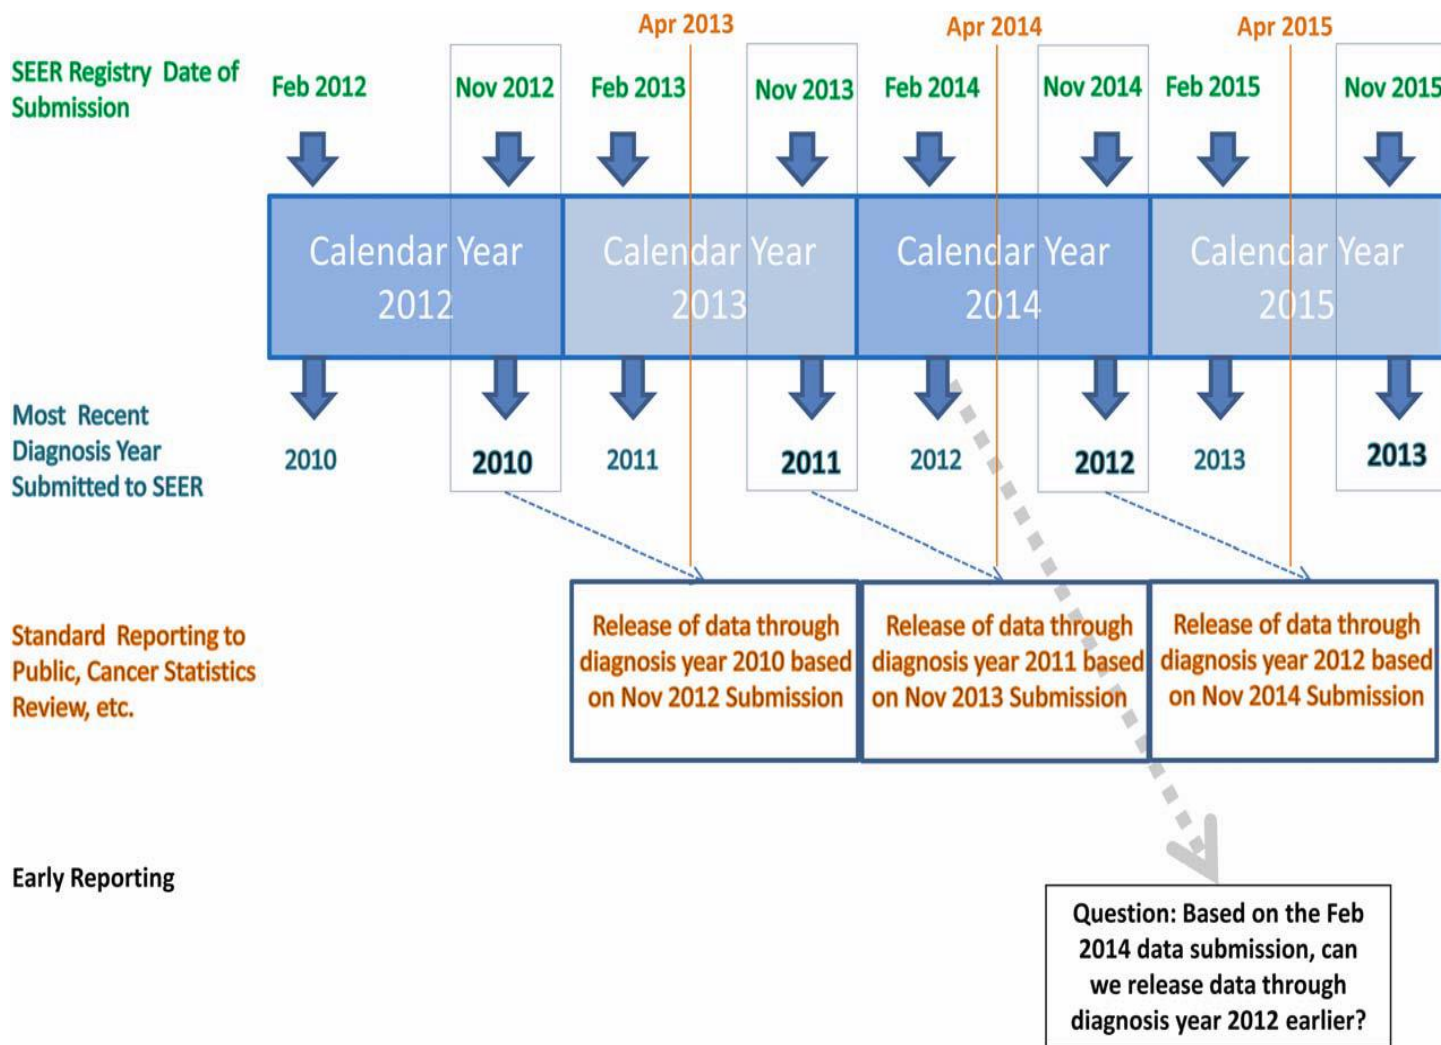 Apr 2013
Apr 2014
Apr 2015
SEER Registry Date of
Submission
Feb 2012
Nov 2012
Feb 2013
Nov 2013
Feb 2014
Nov 2014
Feb 2015
Nov 2015
Calendar Year
2012
Calendar Year
2013
Calendar Year
2014
Calendar Year
2015
Most Recent
Diagnosis Year
Submitted to SEER
2010
2010
2011
2011
2012
2012
2013
2013
Standard Reporting to
Public, Cancer Statistics
Review, etc.
Release of data through
diagnosis year 2010 based
on Nov 2012 Submission
Release of data through
diagnosis year 2011 based
on Nov 2013 Submission
Release of data through
diagnosis year 2012 based
on Nov 2014 Submission
Early Reporting
Question: Based on the Feb
2014 data submission, can
we release data through
diagnosis year 2012 earlier?